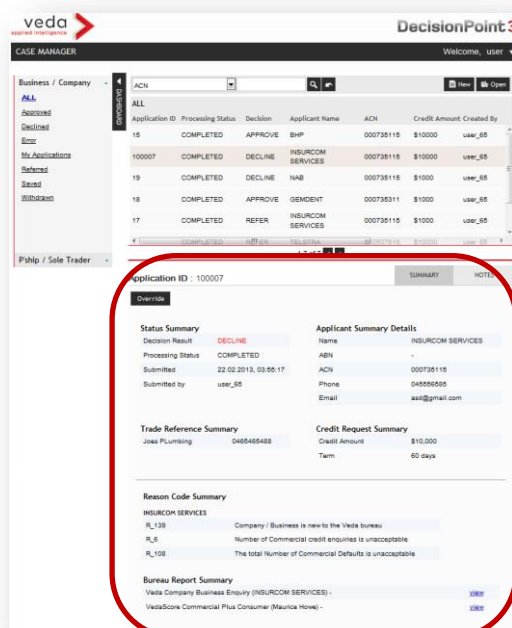 veda
applied intelligence
DecisionPoint 3
CASE MANAGER
Welcome, user
Business / Company
ALL
Approved
Declined
Error
My Applications
Referred
Saved
Withdrawn
P'ship / Sole Trader
DASHBOARD
ACN
New
Open
ALL
Application ID Processing Status Decision Applicant Name ACN Credit Amount Created By
COMPLETED APPROVE BHP 000735115 $10000 user_65
100007 COMPLETED DECLINE INSURCOM SERVICES 000735115 $10000 user_65
19 COMPLETED DECLINE NAB 000735115 $1000 user_65
18 COMPLETED APPROVE GEMDENT 000735311 $1000 user_65
17 COMPLETED REFER INSURCOM SERVICES 000735115 $1000 user_65
Application ID : 100007
SUMMARY
NOTES
Override
Status Summary
Decision Result DECLINE
Processing Status COMPLETED
Submitted 22.02.2013, 03:55:17
Submitted by user_65
Applicant Summary Details
Name INSURCOM SERVICES
ABN -
ACN 000735115
Phone 045556565
Email asd@gmail.com
Trade Reference Summary
Joes PLumbing 0465465488
Credit Request Summary
Credit Amount $10,000
Term 60 days
Reason Code Summary
INSURCOM SERVICES
R_139 Company / Business is new to the Veda bureau
R_6 Number of Commercial credit enquiries is unacceptable
R_108 The total Number of Commercial Defaults is unacceptable
Bureau Report Summary
Veda Company Business Enquiry (INSURCOM SERVICES) - view
VedaScore Commercial Plus Consumer (Maurice Howe) - view